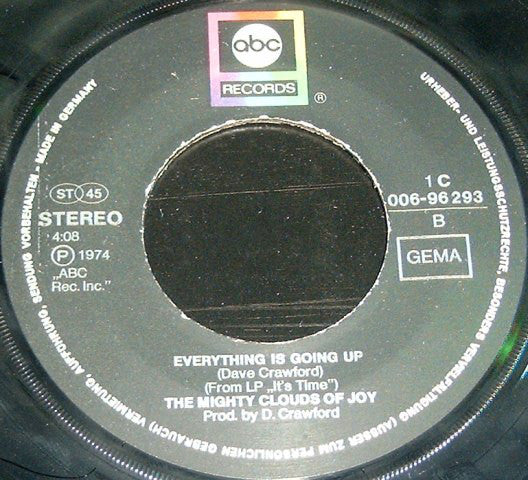 abc
RECORDS
®
ST 45
STEREO
4:08
Ⓟ 1974
„ABC
Rec. Inc."
1 C
006-96 293
B
GEMA
EVERYTHING IS GOING UP
(Dave Crawford)
(From LP „It's Time")
THE MIGHTY CLOUDS OF JOY
Prod. by D. Crawford
URHEBER- UND LEISTUNGSSCHUTZRECHTE, BESONDERS VERVIELFÄLTIGUNG (AUSSER ZUM PERSÖNLICHEN GEBRAUCH) VERMIETUNG, AUFFÜHRUNG, SENDUNG VORBEHALTEN - MADE IN GERMANY